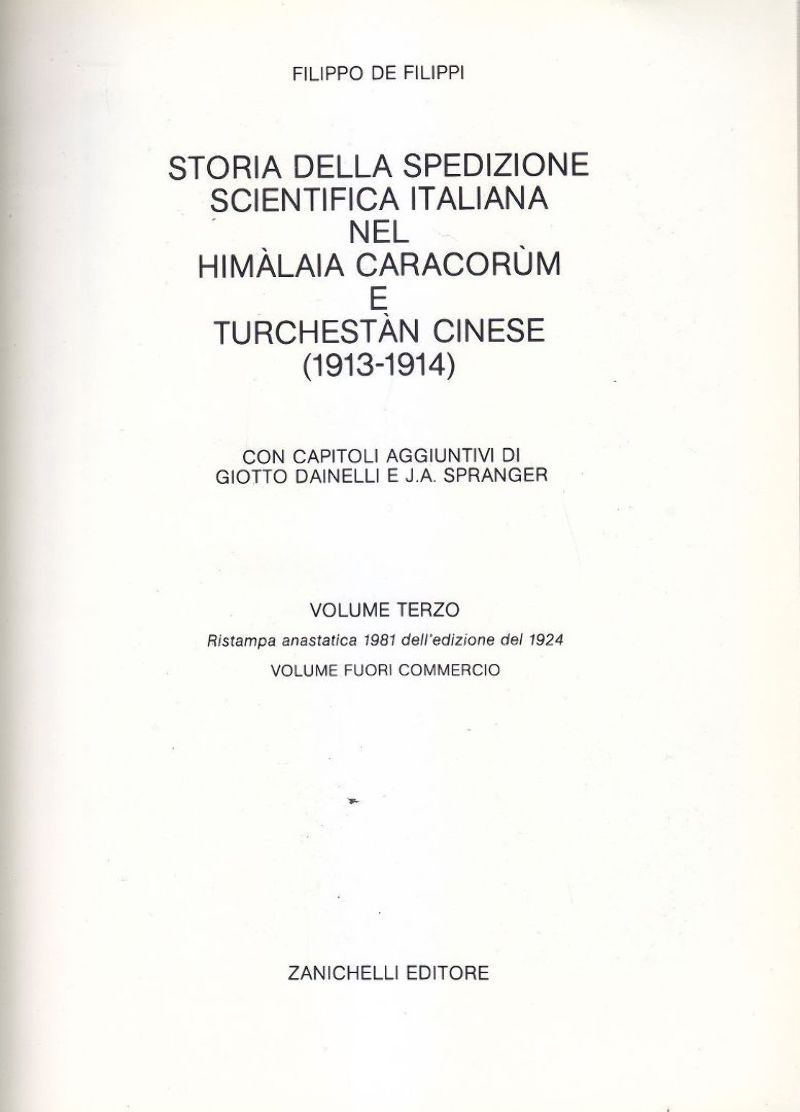 FILIPPO DE FILIPPI
STORIA DELLA SPEDIZIONE
SCIENTIFICA ITALIANA
NEL
HIMÀLAIA CARACORÙM
E
TURCHESTÀN CINESE
(1913-1914)
CON CAPITOLI AGGIUNTIVI DI
GIOTTO DAINELLI E J.A. SPRANGER
VOLUME TERZO
Ristampa anastatica 1981 dell'edizione del 1924
VOLUME FUORI COMMERCIO
ZANICHELLI EDITORE